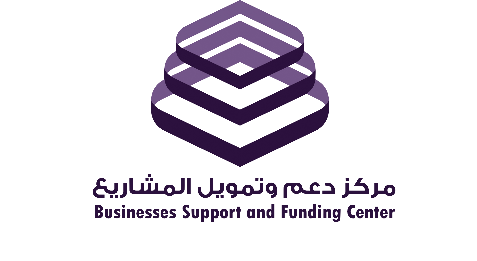 مركز دعم وتمويل المشاريع
Businesses Support and Funding Center